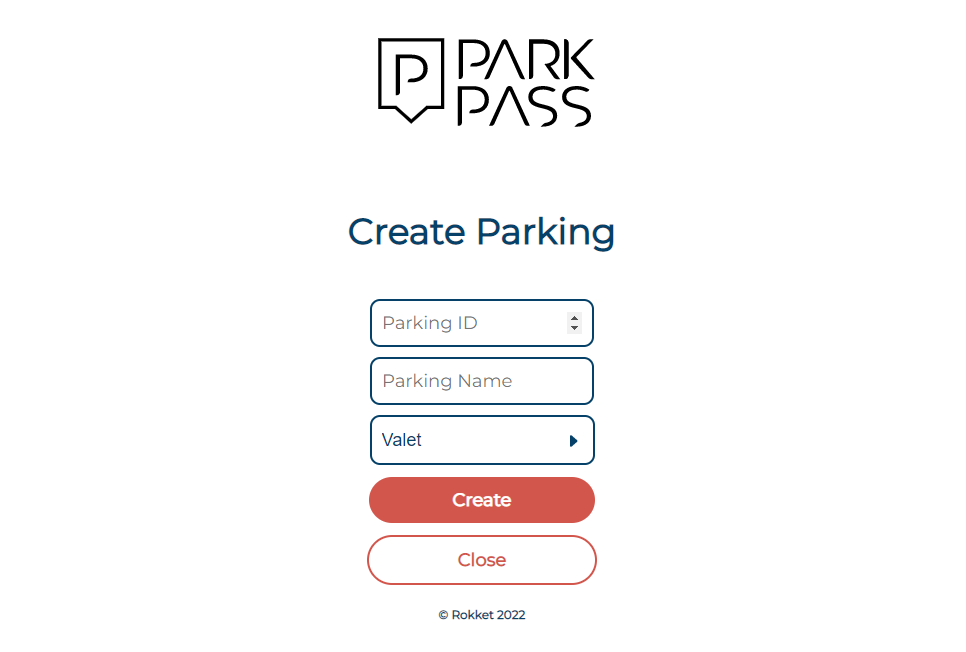 P PARK
PASS
Create Parking
Parking ID
Parking Name
Valet
Create
Close
© Rokket 2022